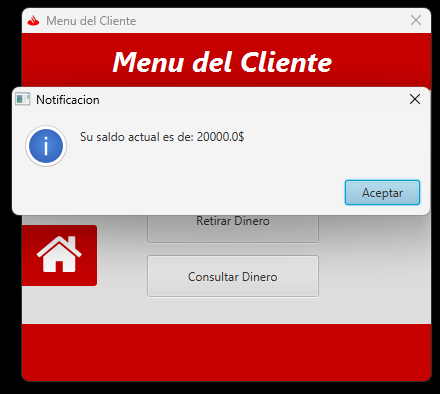 Menu del Cliente
Menu del Cliente
Notificacion
Su saldo actual es de: 20000.0$
Aceptar
Retirar Dinero
Consultar Dinero